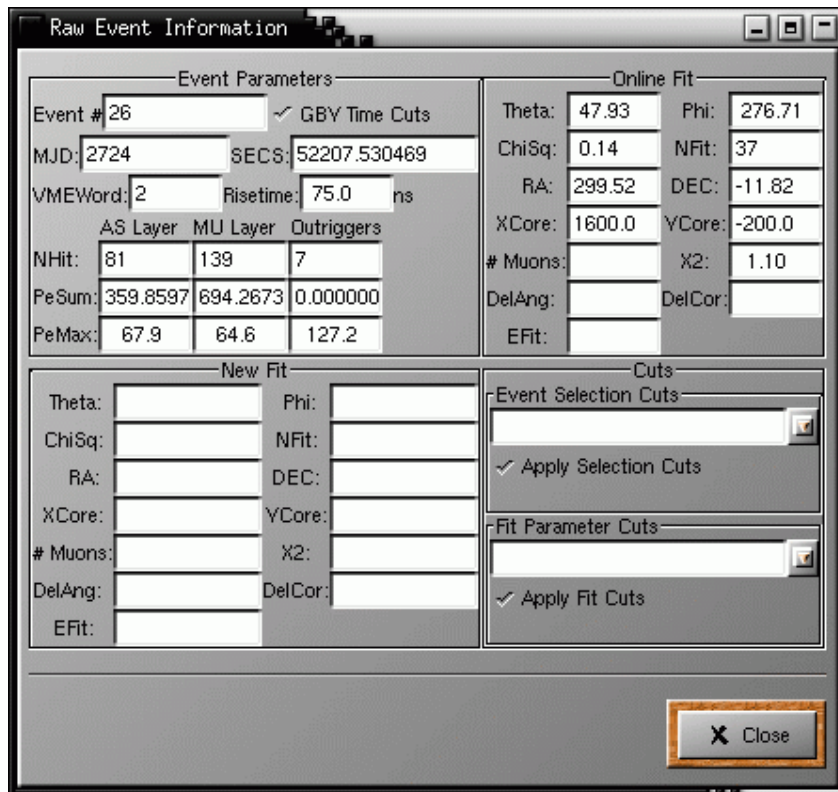 Raw Event Information
Event Parameters
Event # 26 GBV Time Cuts
MJD: 2724 SECS: 52207.530469
VMEWord: 2 Risetime: 75.0 ns
AS Layer MU Layer Outriggers
NHit: 81 139 7
PeSum: 359.8597 694.2673 0.000000
PeMax: 67.9 64.6 127.2
Online Fit
Theta: 47.93 Phi: 276.71
ChiSq: 0.14 NFit: 37
RA: 299.52 DEC: -11.82
XCore: 1600.0 YCore: -200.0
# Muons: X2: 1.10
DelAng: DelCor:
EFit:
New Fit
Theta: Phi:
ChiSq: NFit:
RA: DEC:
XCore: YCore:
# Muons: X2:
DelAng: DelCor:
EFit:
Cuts
Event Selection Cuts
Apply Selection Cuts
Fit Parameter Cuts
Apply Fit Cuts
Close